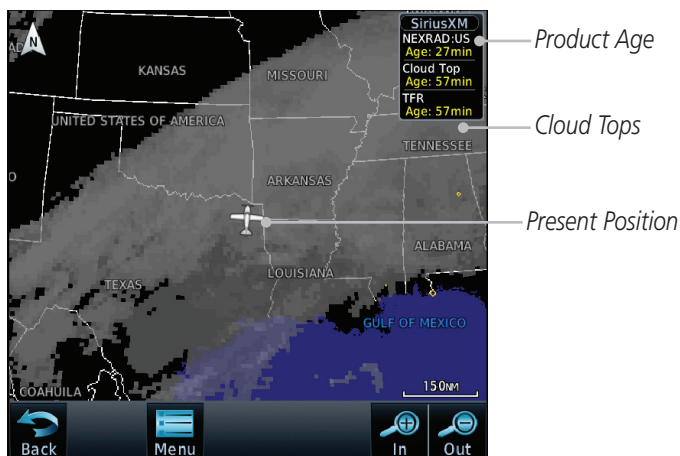 SiriusXM
NEXRAD:US
Age: 27min
Cloud Top
Age: 57min
TFR
Age: 57min
Product Age
Cloud Tops
Present Position
N
KANSAS
MISSOURI
UNITED STATES OF AMERICA
TENNESSEE
ARKANSAS
ALABAMA
LOUISIANA
TEXAS
GULF OF MEXICO
COAHUILA
150NM
Back
Menu
In
Out